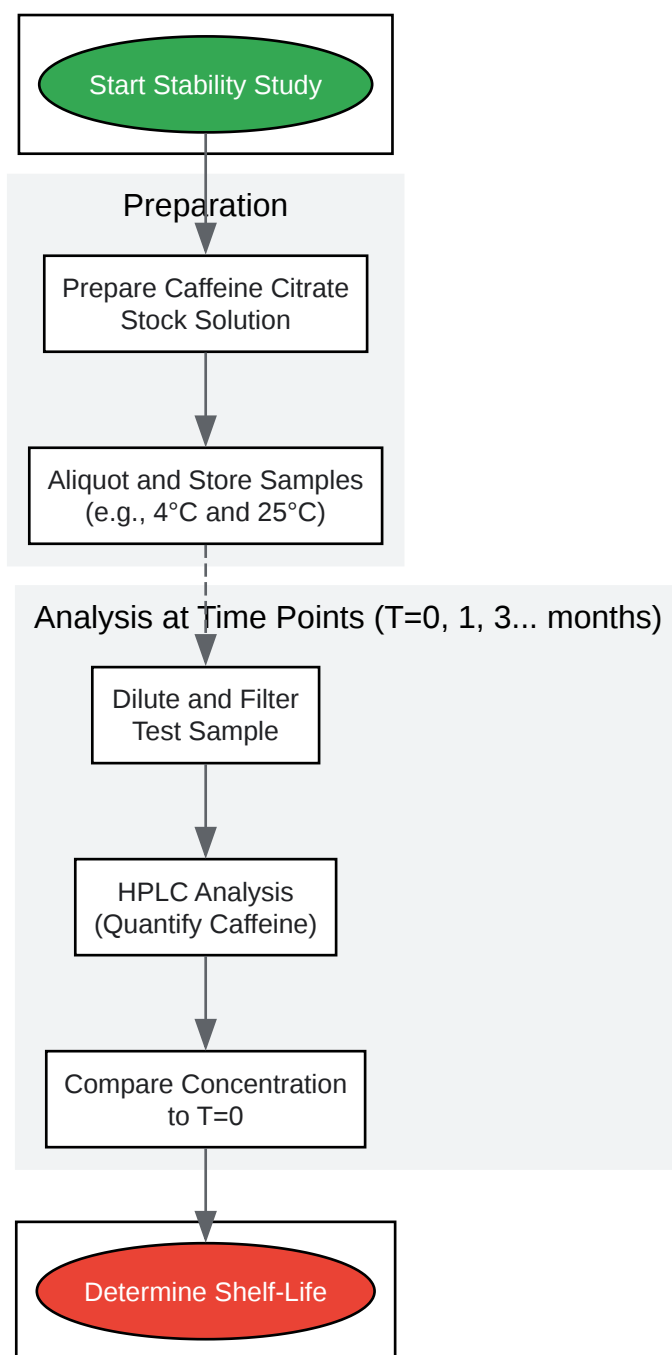 Start Stability Study
Preparation
Prepare Caffeine Citrate
Stock Solution
Aliquot and Store Samples
(e.g., 4°C and 25°C)
Analysis at Time Points (T=0, 1, 3... months)
Dilute and Filter
Test Sample
HPLC Analysis
(Quantify Caffeine)
Compare Concentration
to T=0
Determine Shelf-Life